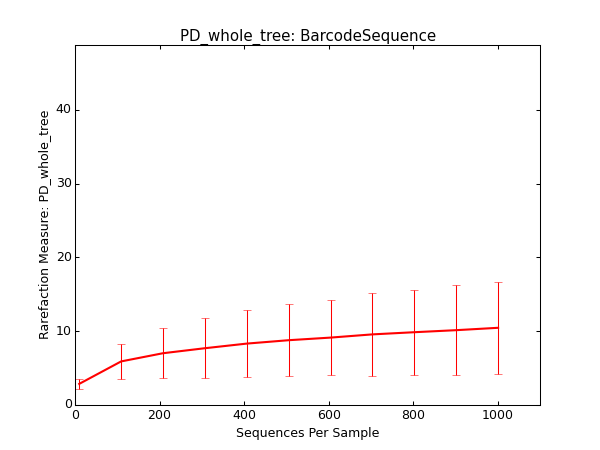 PD_whole_tree: BarcodeSequence
Rarefaction Measure: PD_whole_tree
40
30
20
10
0
0 200 400 600 800 1000
Sequences Per Sample